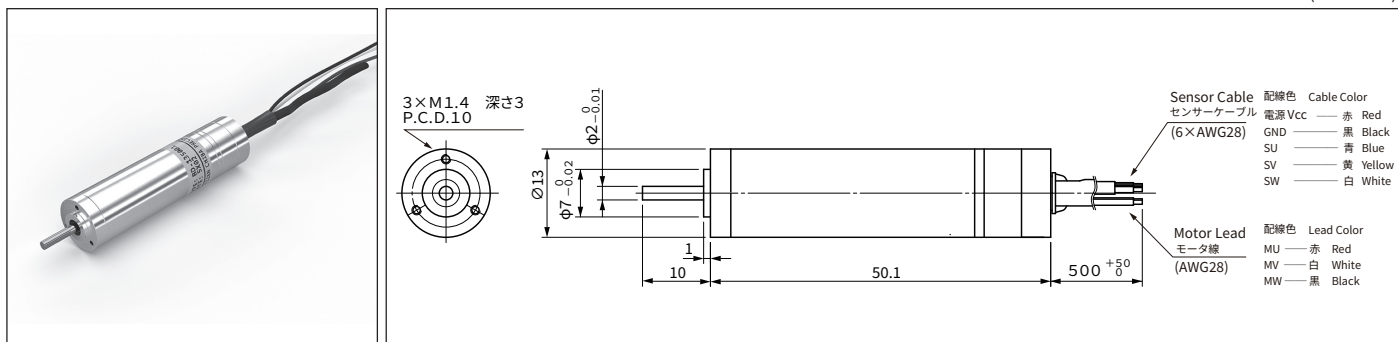 3×M1.4 深さ3
P.C.D.10
∅13
φ7 0 -0.02
φ2 0 -0.01
1
10
50.1
500 +50 0
Sensor Cable
センサーケーブル
(6×AWG28)
配線色 Cable Color
電源Vcc 赤 Red
GND 黒 Black
SU 青 Blue
SV 黄 Yellow
SW 白 White
Motor Lead
モータ線
(AWG28)
配線色 Lead Color
MU 赤 Red
MV 白 White
MW 黒 Black